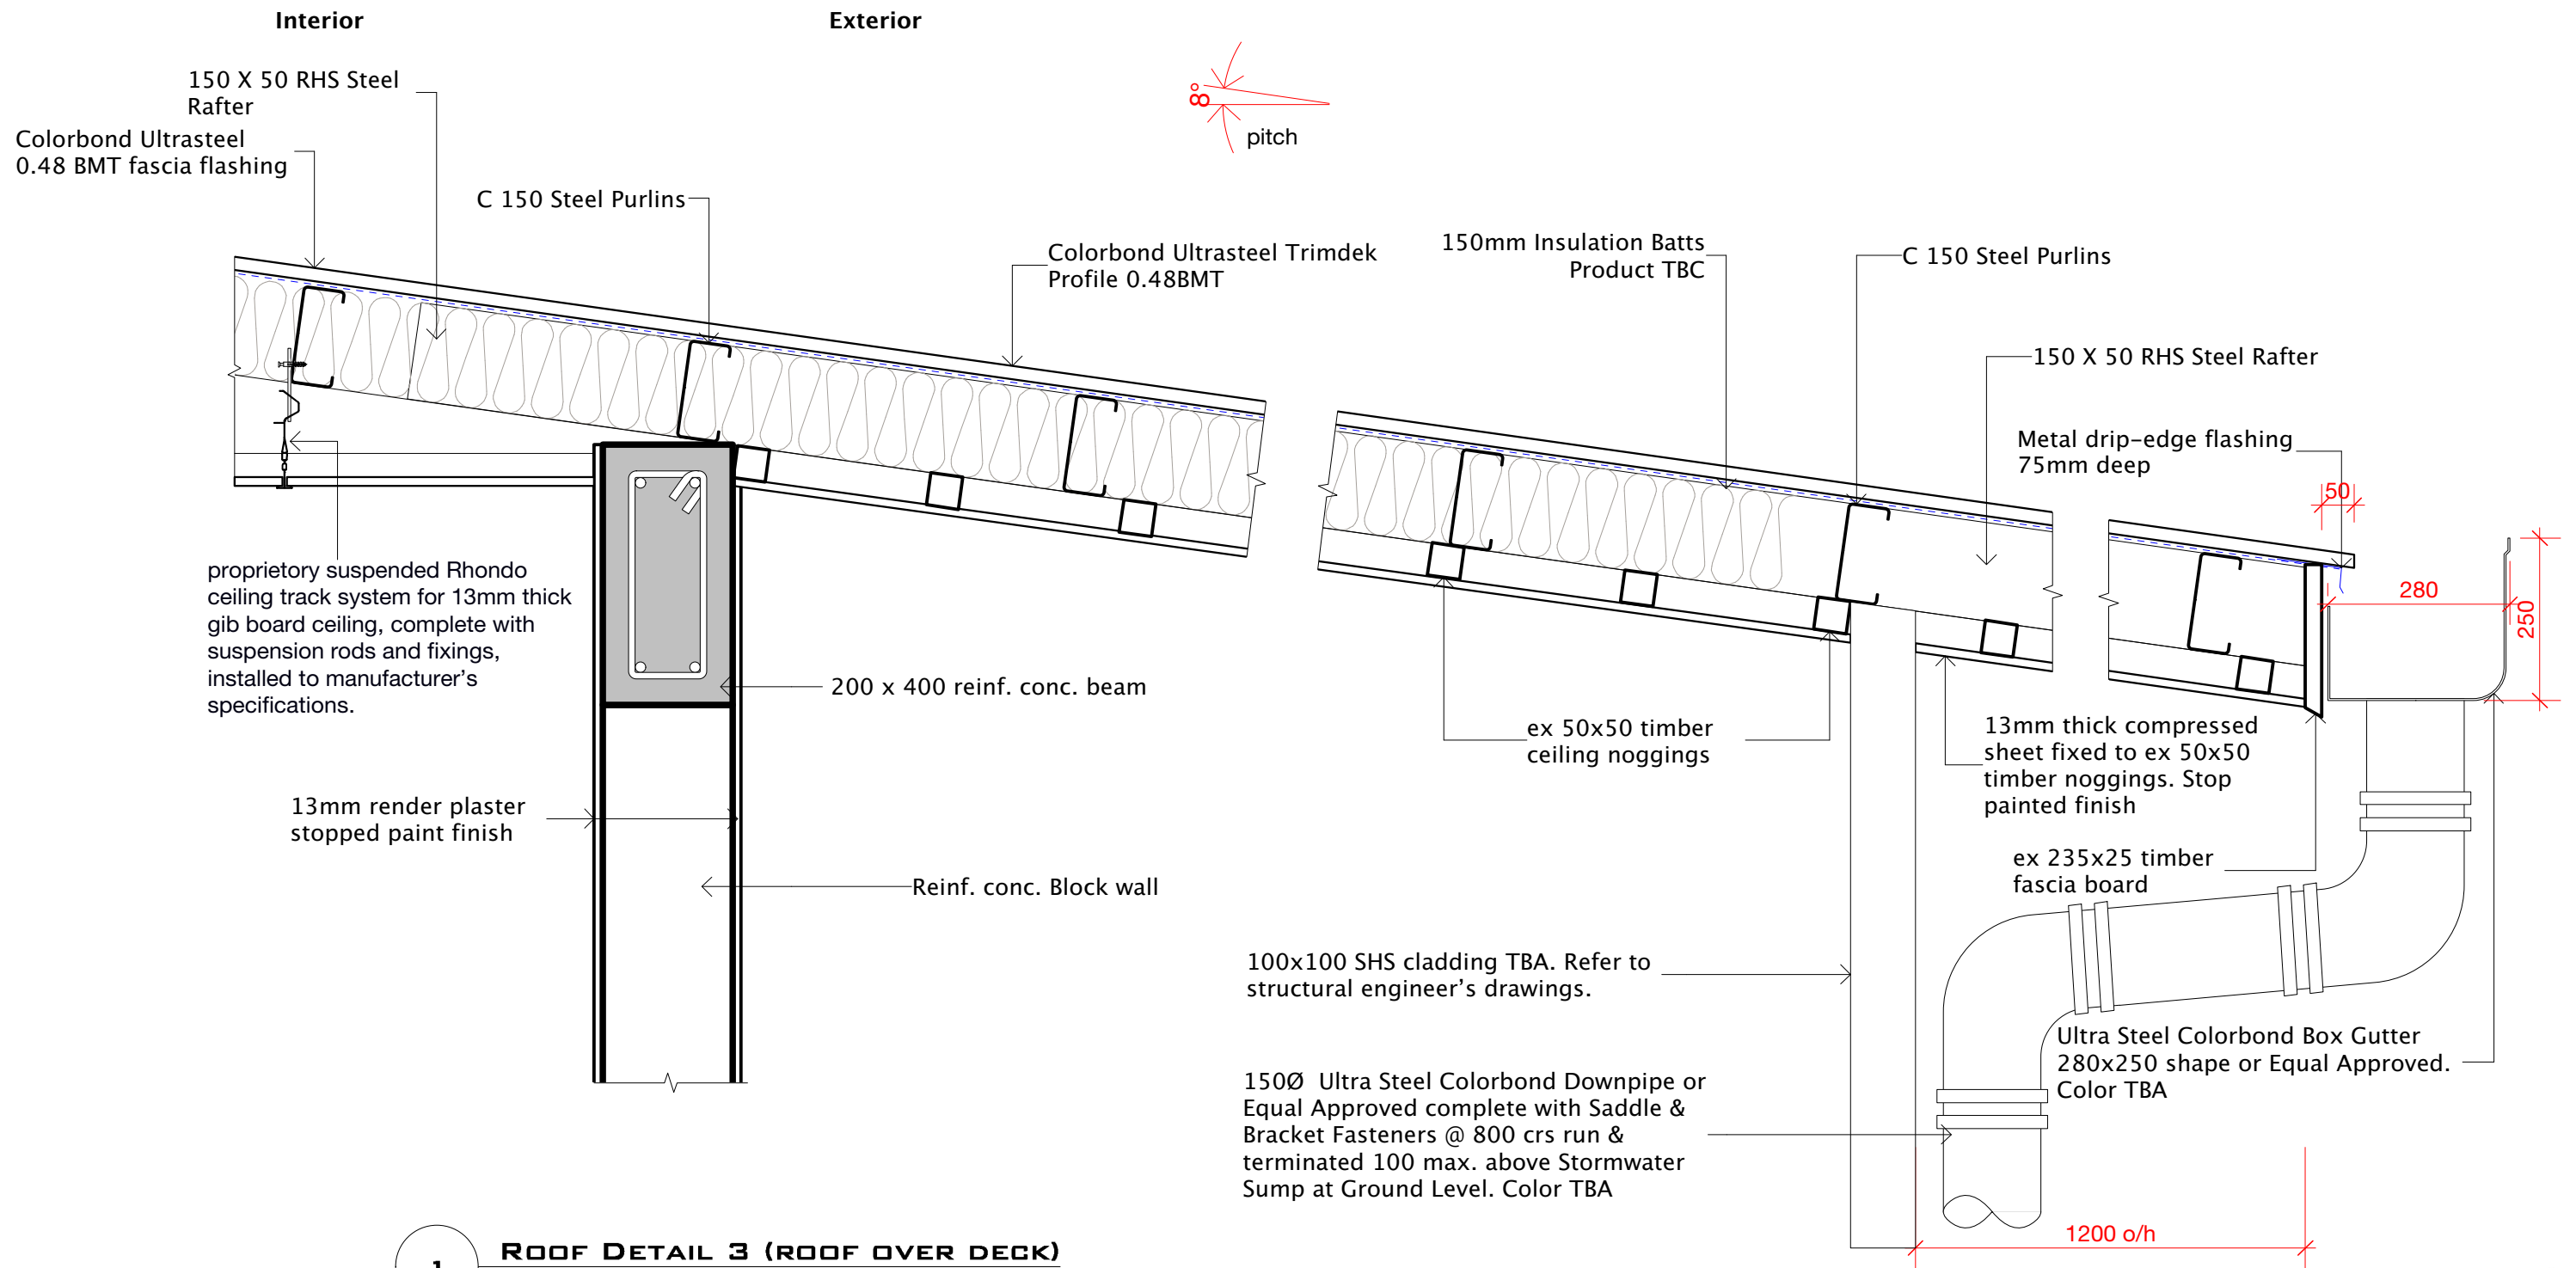 Interior
Exterior
150 X 50 RHS Steel
Rafter
Colorbond Ultrasteel
0.48 BMT fascia flashing
C 150 Steel Purlins
8°
pitch
Colorbond Ultrasteel Trimdek
Profile 0.48BMT
150mm Insulation Batts
Product TBC
C 150 Steel Purlins
150 X 50 RHS Steel Rafter
Metal drip-edge flashing
75mm deep
50
280
250
proprietory suspended Rhondo
ceiling track system for 13mm thick
gib board ceiling, complete with
suspension rods and fixings,
installed to manufacturer's
specifications.
200 x 400 reinf. conc. beam
ex 50x50 timber
ceiling noggings
13mm thick compressed
sheet fixed to ex 50x50
timber noggings. Stop
painted finish
13mm render plaster
stopped paint finish
ex 235x25 timber
fascia board
Reinf. conc. Block wall
100x100 SHS cladding TBA. Refer to
structural engineer's drawings.
Ultra Steel Colorbond Box Gutter
280x250 shape or Equal Approved.
Color TBA
150Ø Ultra Steel Colorbond Downpipe or
Equal Approved complete with Saddle &
Bracket Fasteners @ 800 crs run &
terminated 100 max. above Stormwater
Sump at Ground Level. Color TBA
1200 o/h
1
ROOF DETAIL 3 (ROOF OVER DECK)